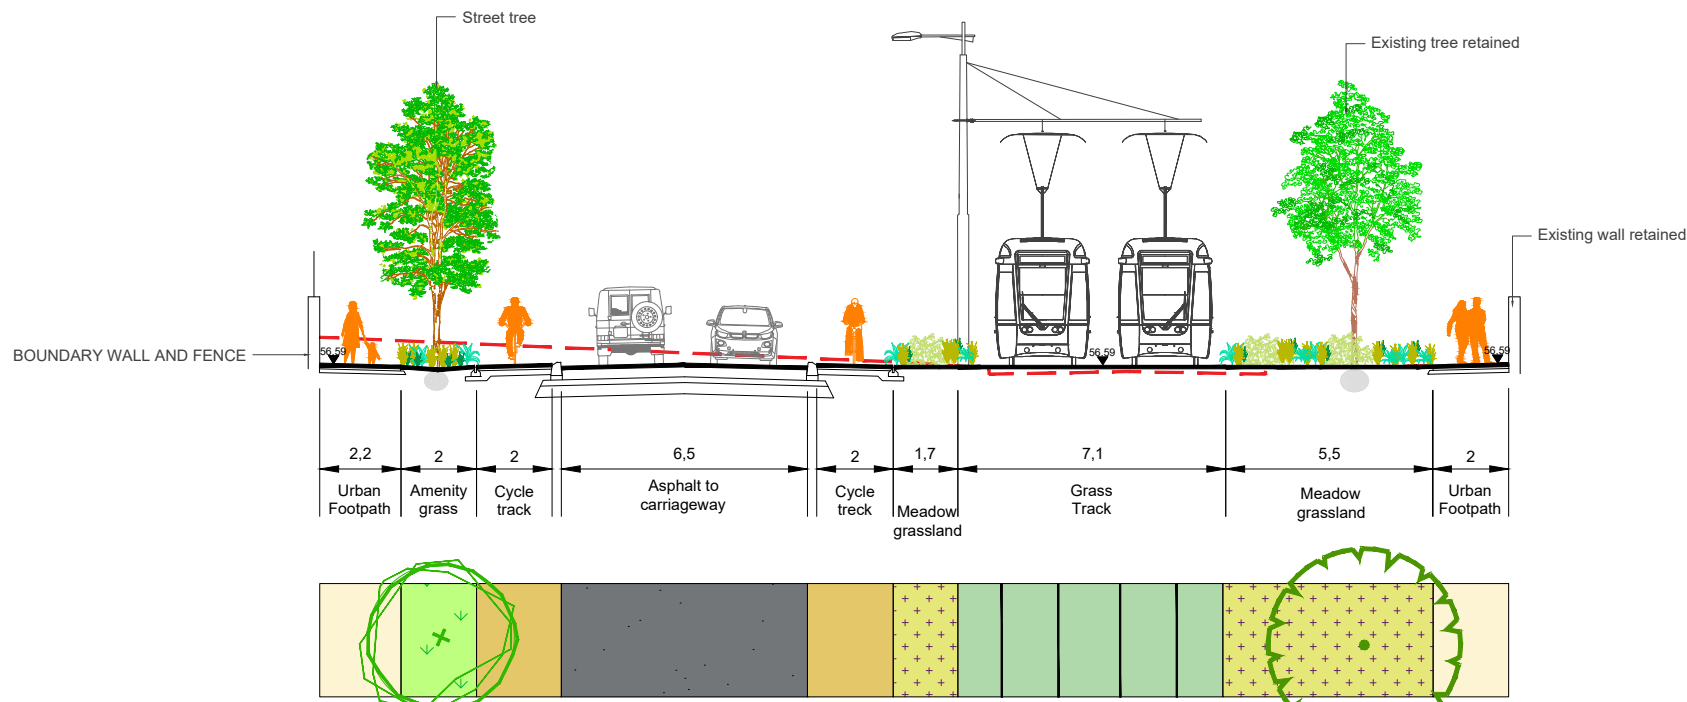 Street tree
Existing tree retained
Existing wall retained
BOUNDARY WALL AND FENCE
56,59
56,59
56,59
2,2
2
2
6,5
2
1,7
7,1
5,5
2
Urban
Footpath
Amenity
grass
Cycle
track
Asphalt to
carriageway
Cycle
treck
Meadow
grassland
Grass
Track
Meadow
grassland
Urban
Footpath